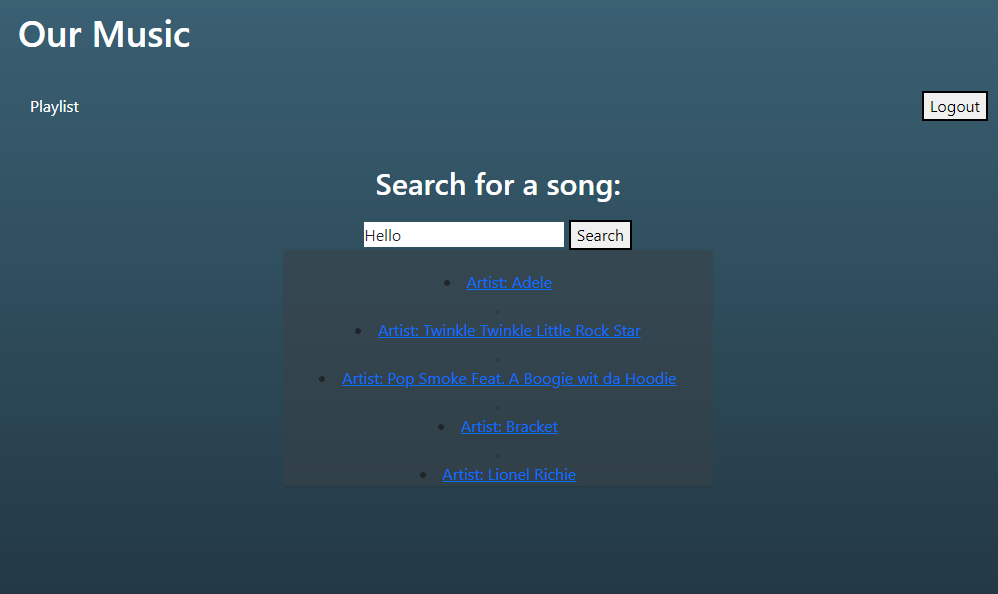 Our Music
Playlist
Logout
Search for a song:
Hello
Search
• Artist: Adele
,
• Artist: Twinkle Twinkle Little Rock Star
,
• Artist: Pop Smoke Feat. A Boogie wit da Hoodie
,
• Artist: Bracket
,
• Artist: Lionel Richie